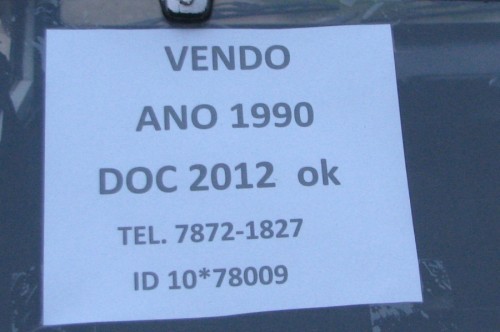 VENDO
ANO 1990
DOC 2012 ok
TEL. 7872-1827
ID 10*78009